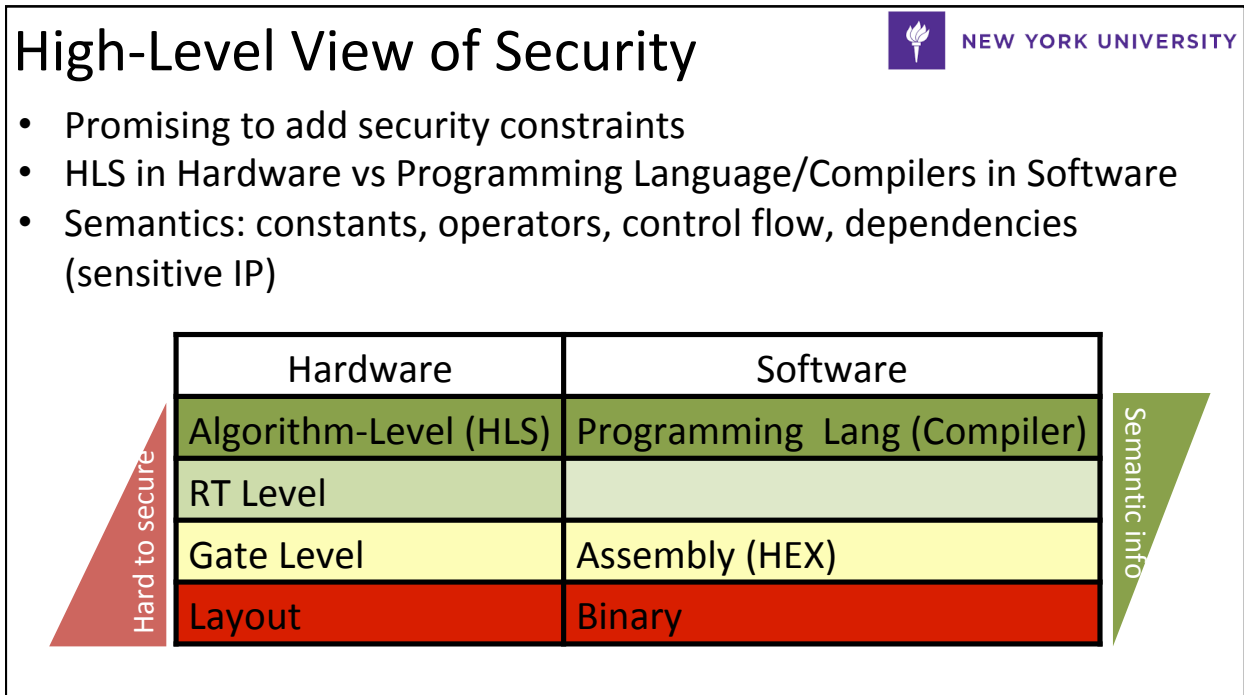 High-Level View of Security
NEW YORK UNIVERSITY
• Promising to add security constraints
• HLS in Hardware vs Programming Language/Compilers in Software
• Semantics: constants, operators, control flow, dependencies
(sensitive IP)
Hardware Software
Algorithm-Level (HLS) Programming Lang (Compiler)
RT Level
Gate Level Assembly (HEX)
Layout Binary
Hard to secure
Semantic info